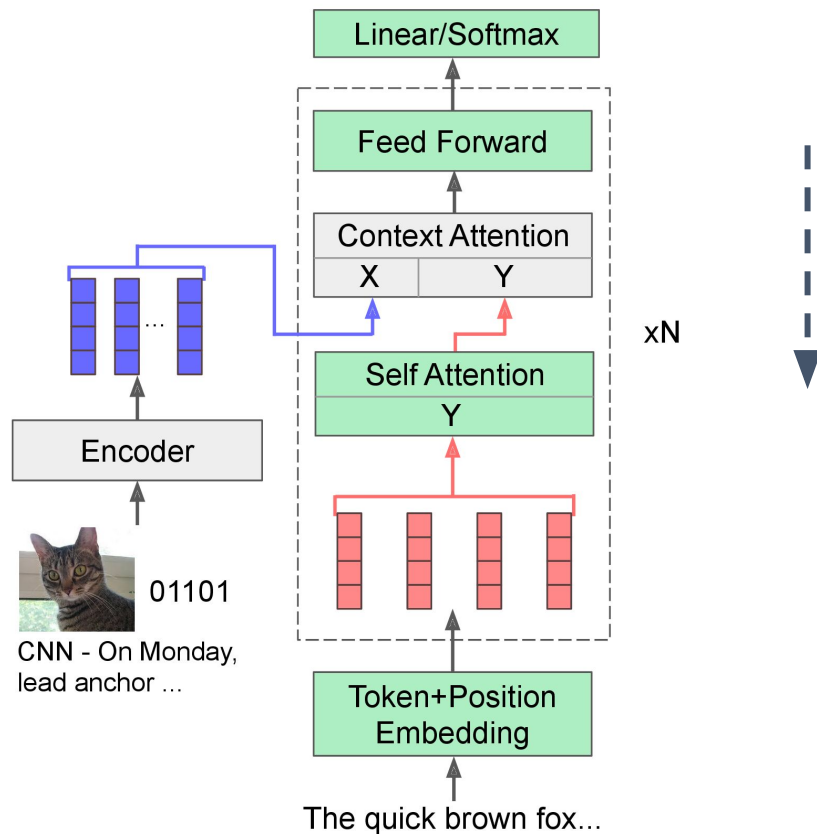 Linear/Softmax
Feed Forward
Context Attention
X Y
...
xN
Self Attention
Y
Encoder
01101
CNN - On Monday,
lead anchor ...
Token+Position
Embedding
The quick brown fox...